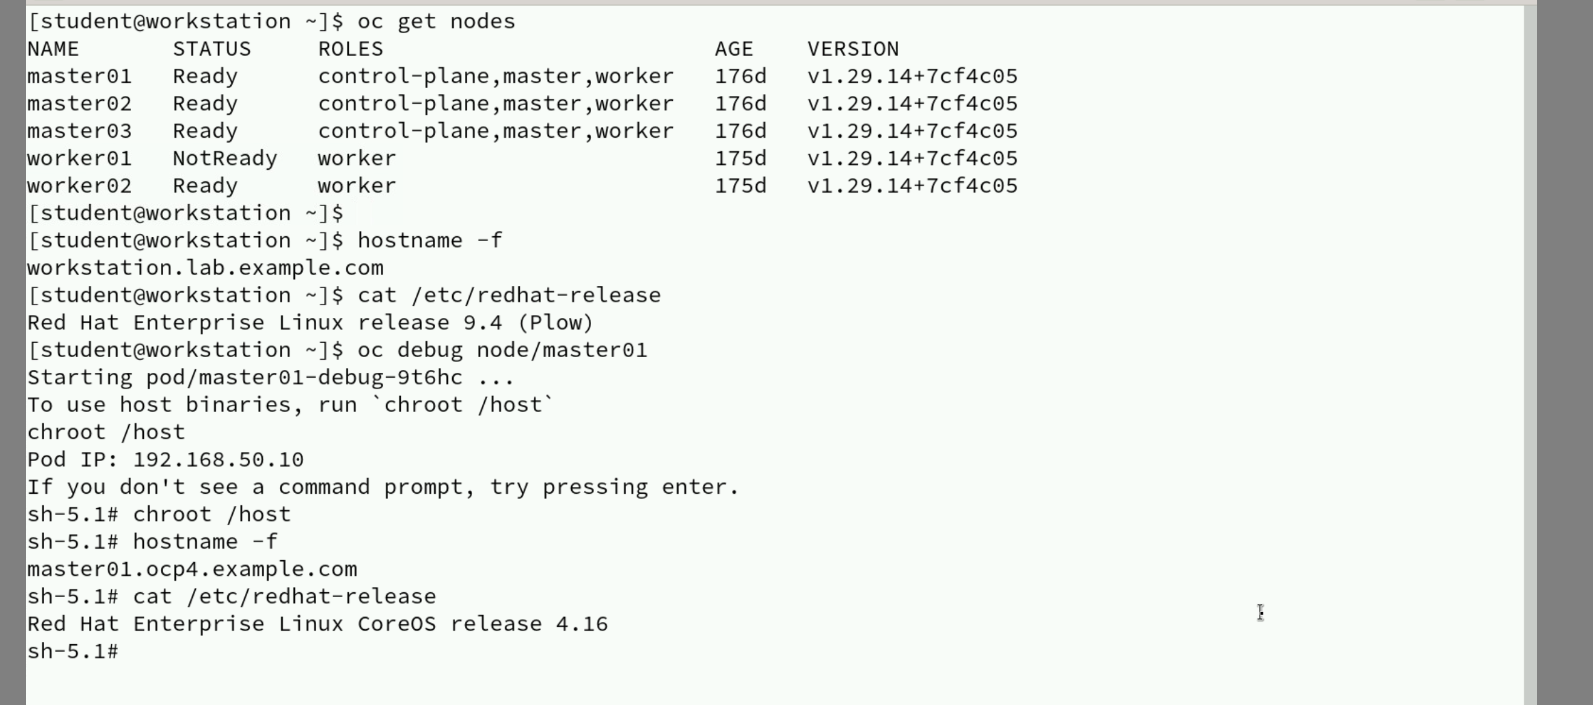 [student@workstation ~]$ oc get nodes
NAME       STATUS     ROLES                         AGE    VERSION
master01   Ready      control-plane,master,worker   176d   v1.29.14+7cf4c05
master02   Ready      control-plane,master,worker   176d   v1.29.14+7cf4c05
master03   Ready      control-plane,master,worker   176d   v1.29.14+7cf4c05
worker01   NotReady   worker                        175d   v1.29.14+7cf4c05
worker02   Ready      worker                        175d   v1.29.14+7cf4c05
[student@workstation ~]$
[student@workstation ~]$ hostname -f
workstation.lab.example.com
[student@workstation ~]$ cat /etc/redhat-release
Red Hat Enterprise Linux release 9.4 (Plow)
[student@workstation ~]$ oc debug node/master01
Starting pod/master01-debug-9t6hc ...
To use host binaries, run `chroot /host`
chroot /host
Pod IP: 192.168.50.10
If you don't see a command prompt, try pressing enter.
sh-5.1# chroot /host
sh-5.1# hostname -f
master01.ocp4.example.com
sh-5.1# cat /etc/redhat-release
Red Hat Enterprise Linux CoreOS release 4.16
sh-5.1#